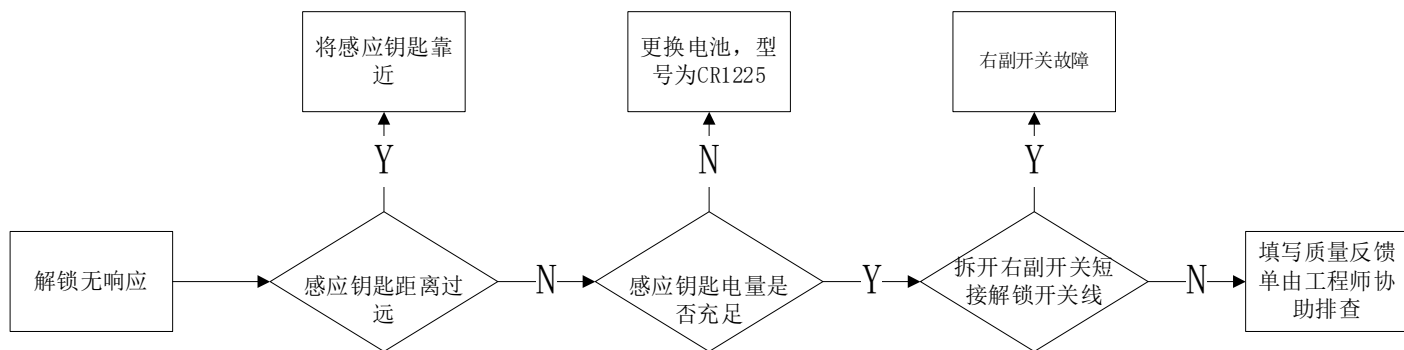 将感应钥匙靠
近
更换电池，型
号为CR1225
右副开关故障
Y
N
Y
解锁无响应
感应钥匙距离过
远
N
感应钥匙电量是
否充足
Y
拆开右副开关短
接解锁开关线
N
填写质量反馈
单由工程师协
助排查